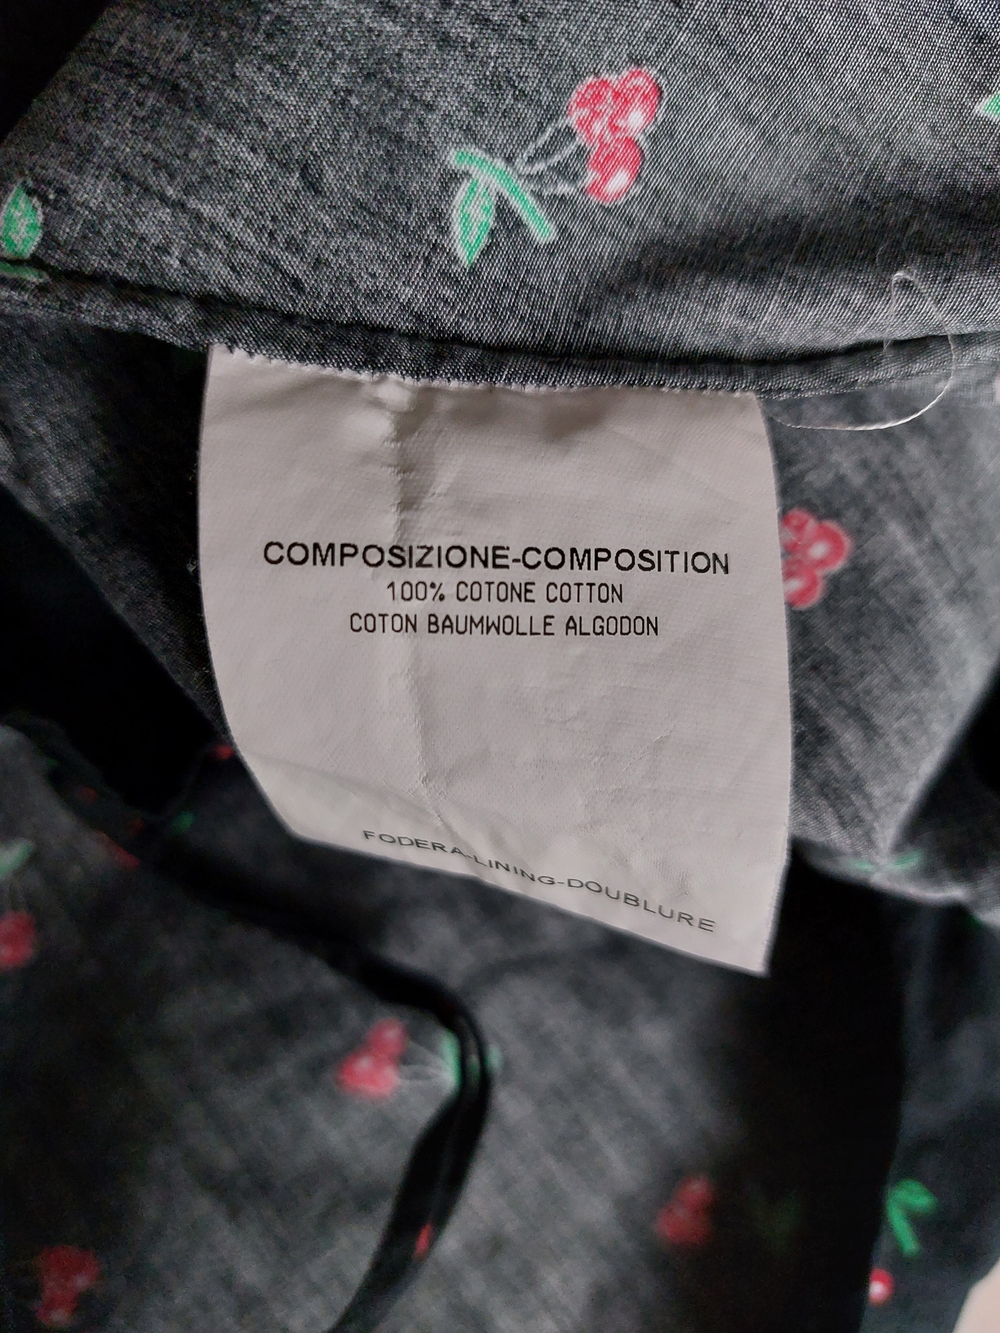 COMPOSIZIONE-COMPOSITION
100% COTONE COTTON
COTON BAUMWOLLE ALGODON
FODERA-LINING-DOUBLURE